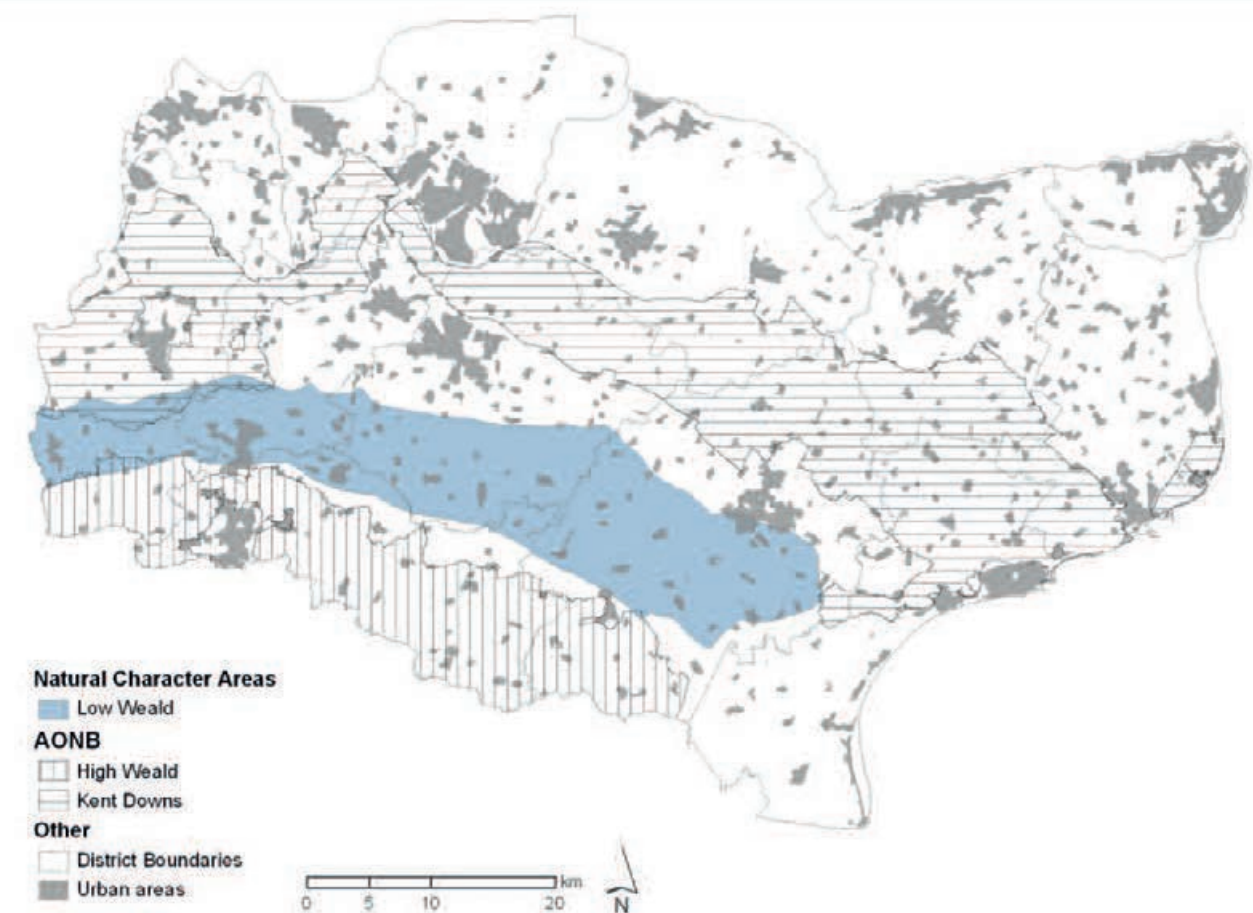 Natural Character Areas
Low Weald
AONB
High Weald
Kent Downs
Other
District Boundaries
Urban areas
km
0 5 10 20
N